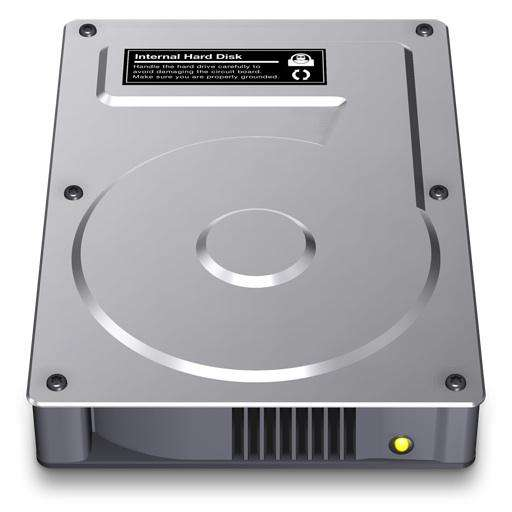 Internal Hard Disk
Handle the hard drive carefully to
avoid damaging the circuit board.
Make sure you are properly grounded.